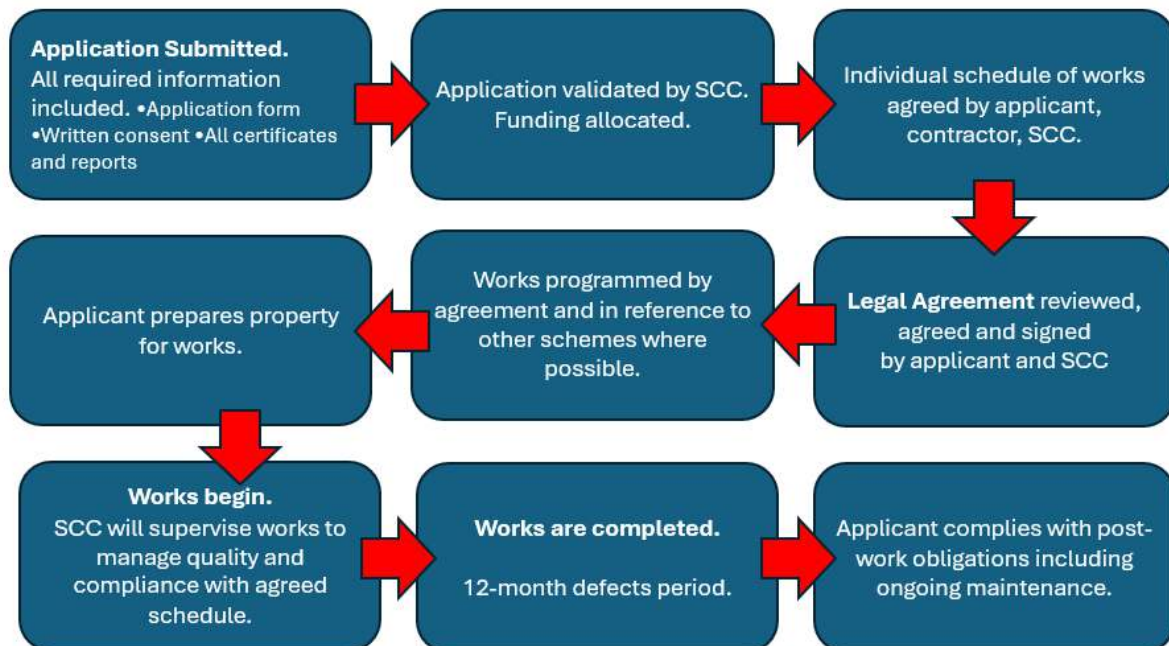 Application Submitted.
All required information
included. •Application form
•Written consent •All certificates
and reports
Application validated by SCC.
Funding allocated.
Individual schedule of works
agreed by applicant,
contractor, SCC.
Legal Agreement reviewed,
agreed and signed
by applicant and SCC
Works programmed by
agreement and in reference to
other schemes where
possible.
Applicant prepares property
for works.
Works begin.
SCC will supervise works to
manage quality and
compliance with agreed
schedule.
Works are completed.
12-month defects period.
Applicant complies with post-
work obligations including
ongoing maintenance.